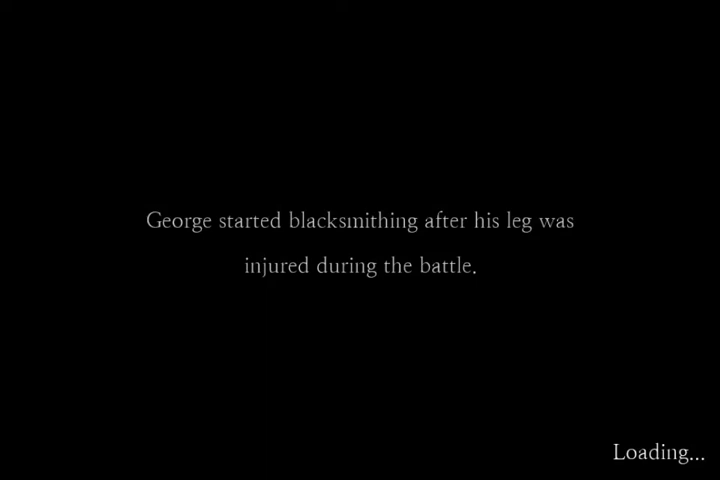 George started blacksmithing after his leg was
injured during the battle.
Loading...